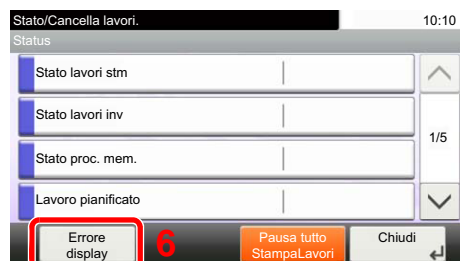 Stato/Cancella lavori.
10:10
Status
Stato lavori stm
Stato lavori inv
1/5
Stato proc. mem.
Lavoro pianificato
Errore
display
6
Pausa tutto
StampaLavori
Chiudi